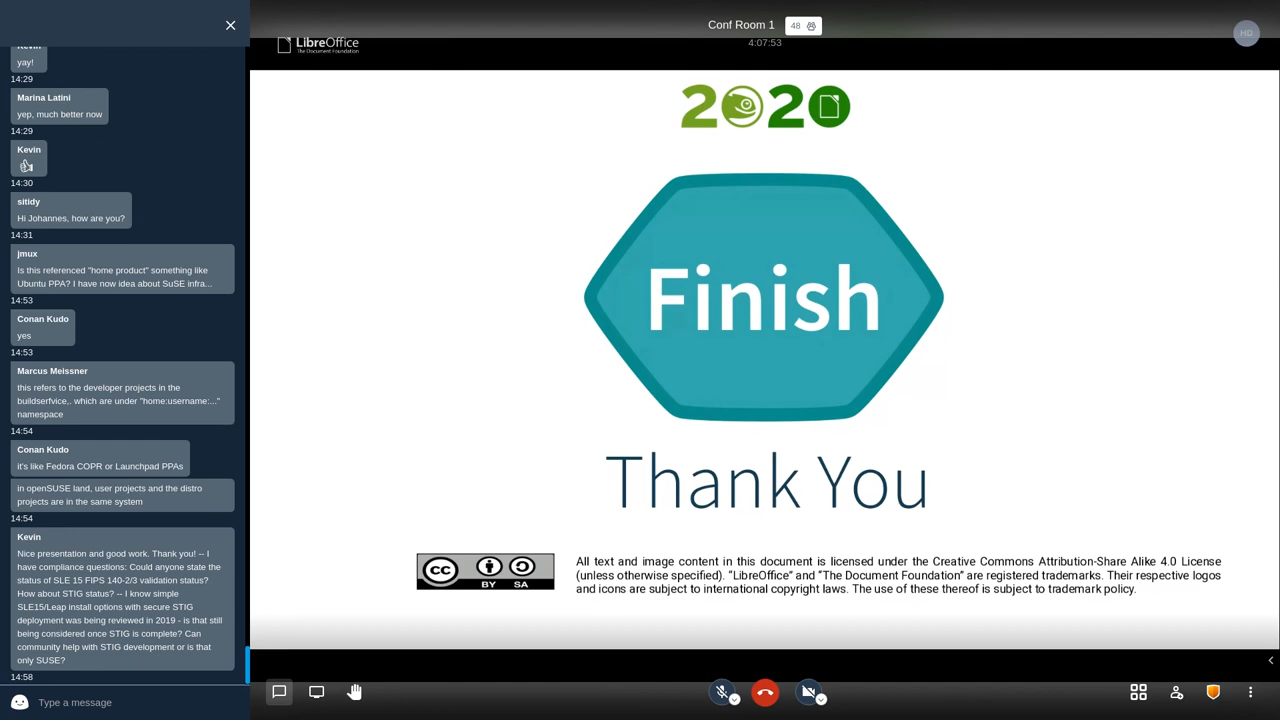 Kevin
yay!
14:29
Marina Latini
yep, much better now
14:29
Kevin
14:30
sitidy
Hi Johannes, how are you?
14:31
jmux
Is this referenced "home product" something like
Ubuntu PPA? I have now idea about SuSE infra...
14:53
Conan Kudo
yes
14:53
Marcus Meissner
this refers to the developer projects in the
buildserfvice,. which are under "home:username:..."
namespace
14:54
Conan Kudo
it's like Fedora COPR or Launchpad PPAs
in openSUSE land, user projects and the distro
projects are in the same system
14:54
Kevin
Nice presentation and good work. Thank you! -- I
have compliance questions: Could anyone state the
status of SLE 15 FIPS 140-2/3 validation status?
How about STIG status? -- I know simple
SLE15/Leap install options with secure STIG
deployment was being reviewed in 2019 - is that still
being considered once STIG is complete? Can
community help with STIG development or is that
only SUSE?
14:58
Type a message
Conf Room 1
48
4:07:53
HD
LibreOffice
The Document Foundation
2020
Finish
Thank You
cc
BY SA
All text and image content in this document is licensed under the Creative Commons Attribution-Share Alike 4.0 License
(unless otherwise specified). “LibreOffice” and “The Document Foundation” are registered trademarks. Their respective logos
and icons are subject to international copyright laws. The use of these thereof is subject to trademark policy.